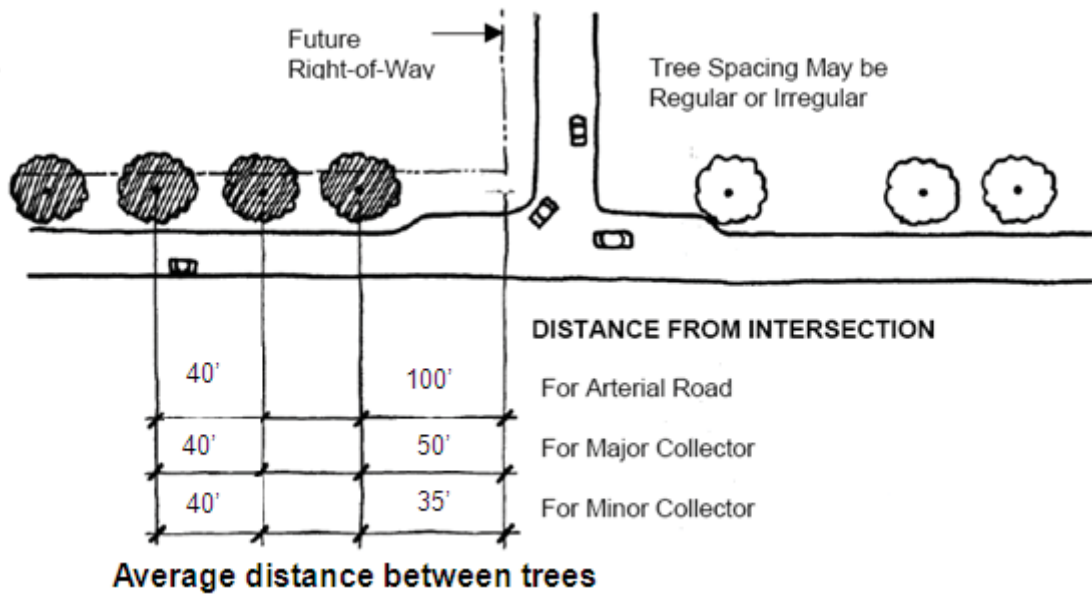 Future
Right-of-Way
Tree Spacing May be
Regular or Irregular
DISTANCE FROM INTERSECTION
40' 100' For Arterial Road
40' 50' For Major Collector
40' 35' For Minor Collector
Average distance between trees